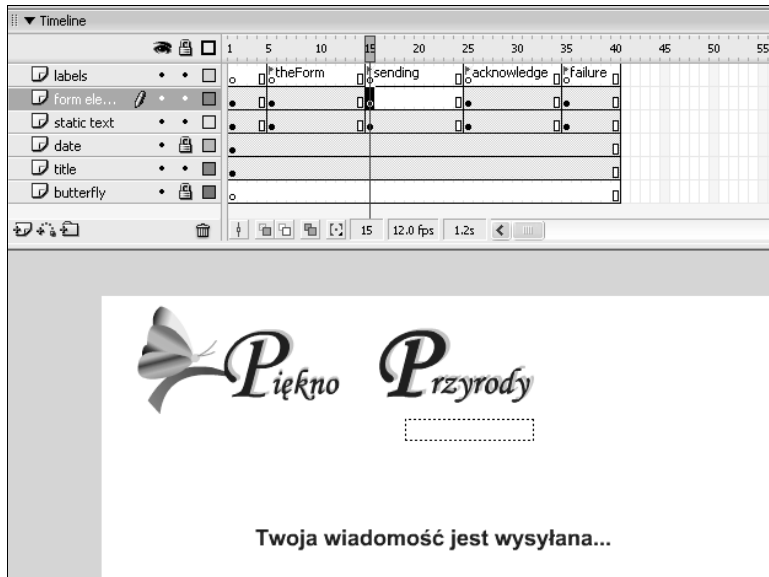 Timeline
1 5 10 15 20 25 30 35 40 45 50 55
labels theForm sending acknowledge failure
form ele...
static text
date
title
butterfly
15 12.0 fps 1.2s
Piękno Przyrody
Twoja wiadomość jest wysyłana...